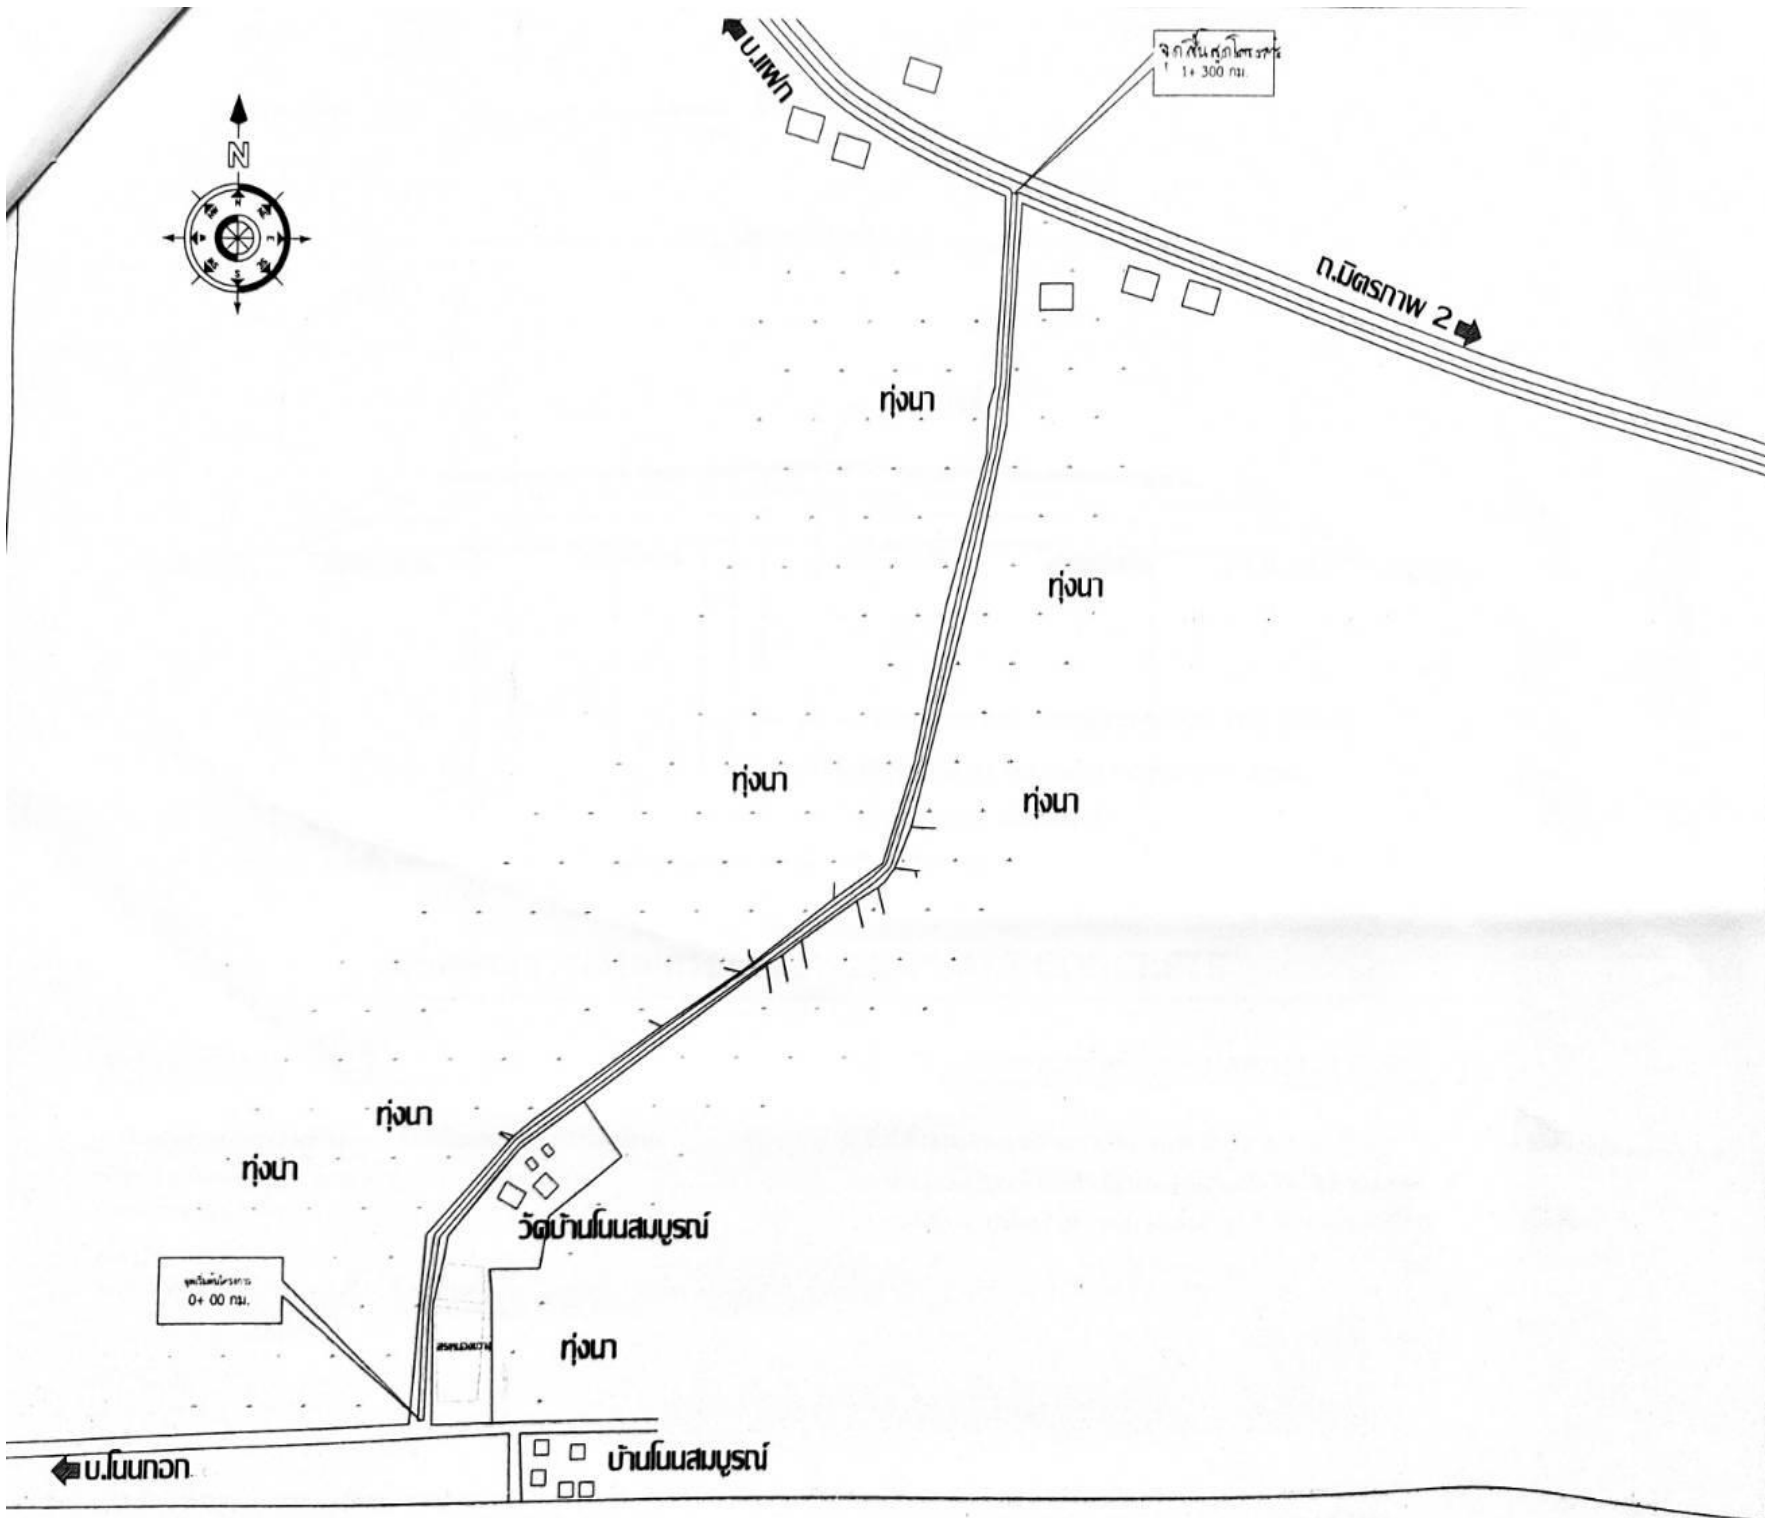 จุดสิ้นสุดโครงการ
1+ 300 กม.
บ.แฟก
N
N
E
S
ถ.มิตรภาพ 2
ทุ่งนา
ทุ่งนา
ทุ่งนา
ทุ่งนา
ทุ่งนา
ทุ่งนา
วัดบ้านโนนสมบูรณ์
จุดเริ่มต้นโครงการ
0+ 00 กม.
ทุ่งนา
บ.โนนกอก
บ้านโนนสมบูรณ์